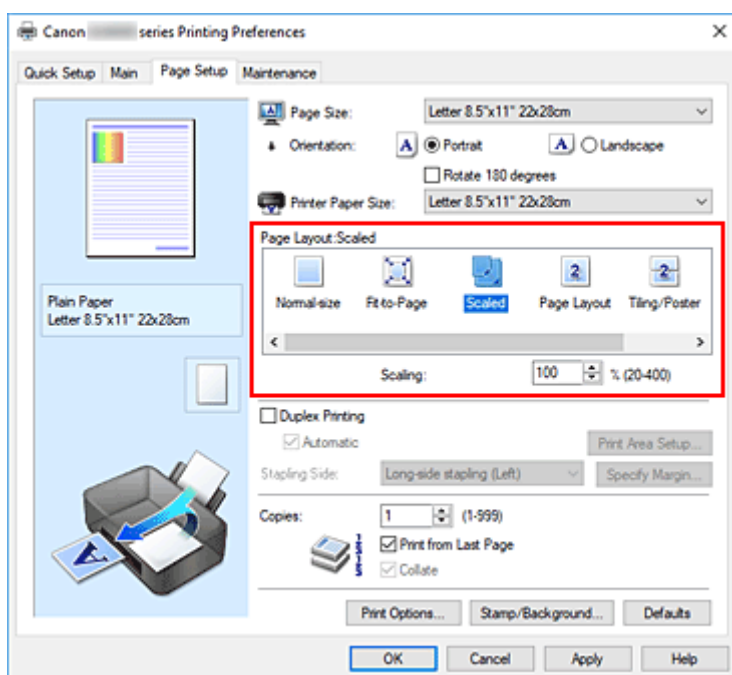 Canon series Printing Preferences
Quick Setup Main Page Setup Maintenance
Page Size: Letter 8.5"x11" 22x28cm
Orientation: A Portrait A Landscape
Rotate 180 degrees
Printer Paper Size: Letter 8.5"x11" 22x28cm
Page Layout:Scaled
Normal-size Fit-to-Page Scaled Page Layout Tiling/Poster
Plain Paper
Letter 8.5"x11" 22x28cm
Scaling: 100 % (20-400)
Duplex Printing
Automatic Print Area Setup...
Stapling Side: Long-side stapling (Left) Specify Margin...
Copies: 1 (1-999)
Print from Last Page
Collate
Print Options... Stamp/Background... Defaults
OK Cancel Apply Help